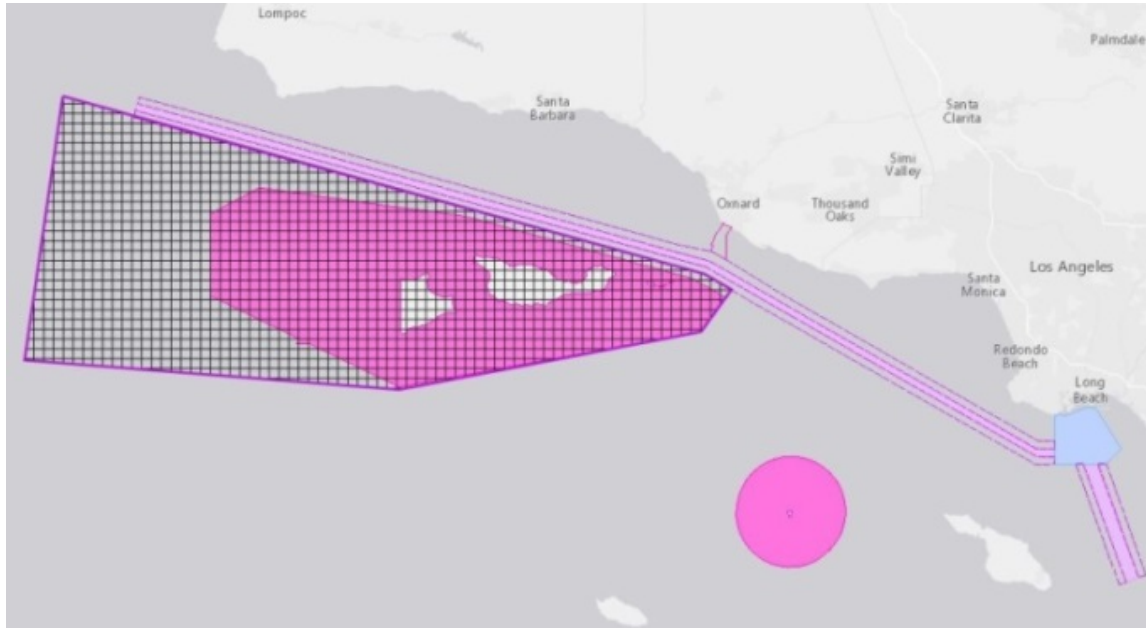 Lompoc
Palmdale
Santa
Barbara
Santa
Clarita
Simi
Valley
Oxnard
Thousand
Oaks
Los Angeles
Santa
Monica
Redondo
Beach
Long
Beach